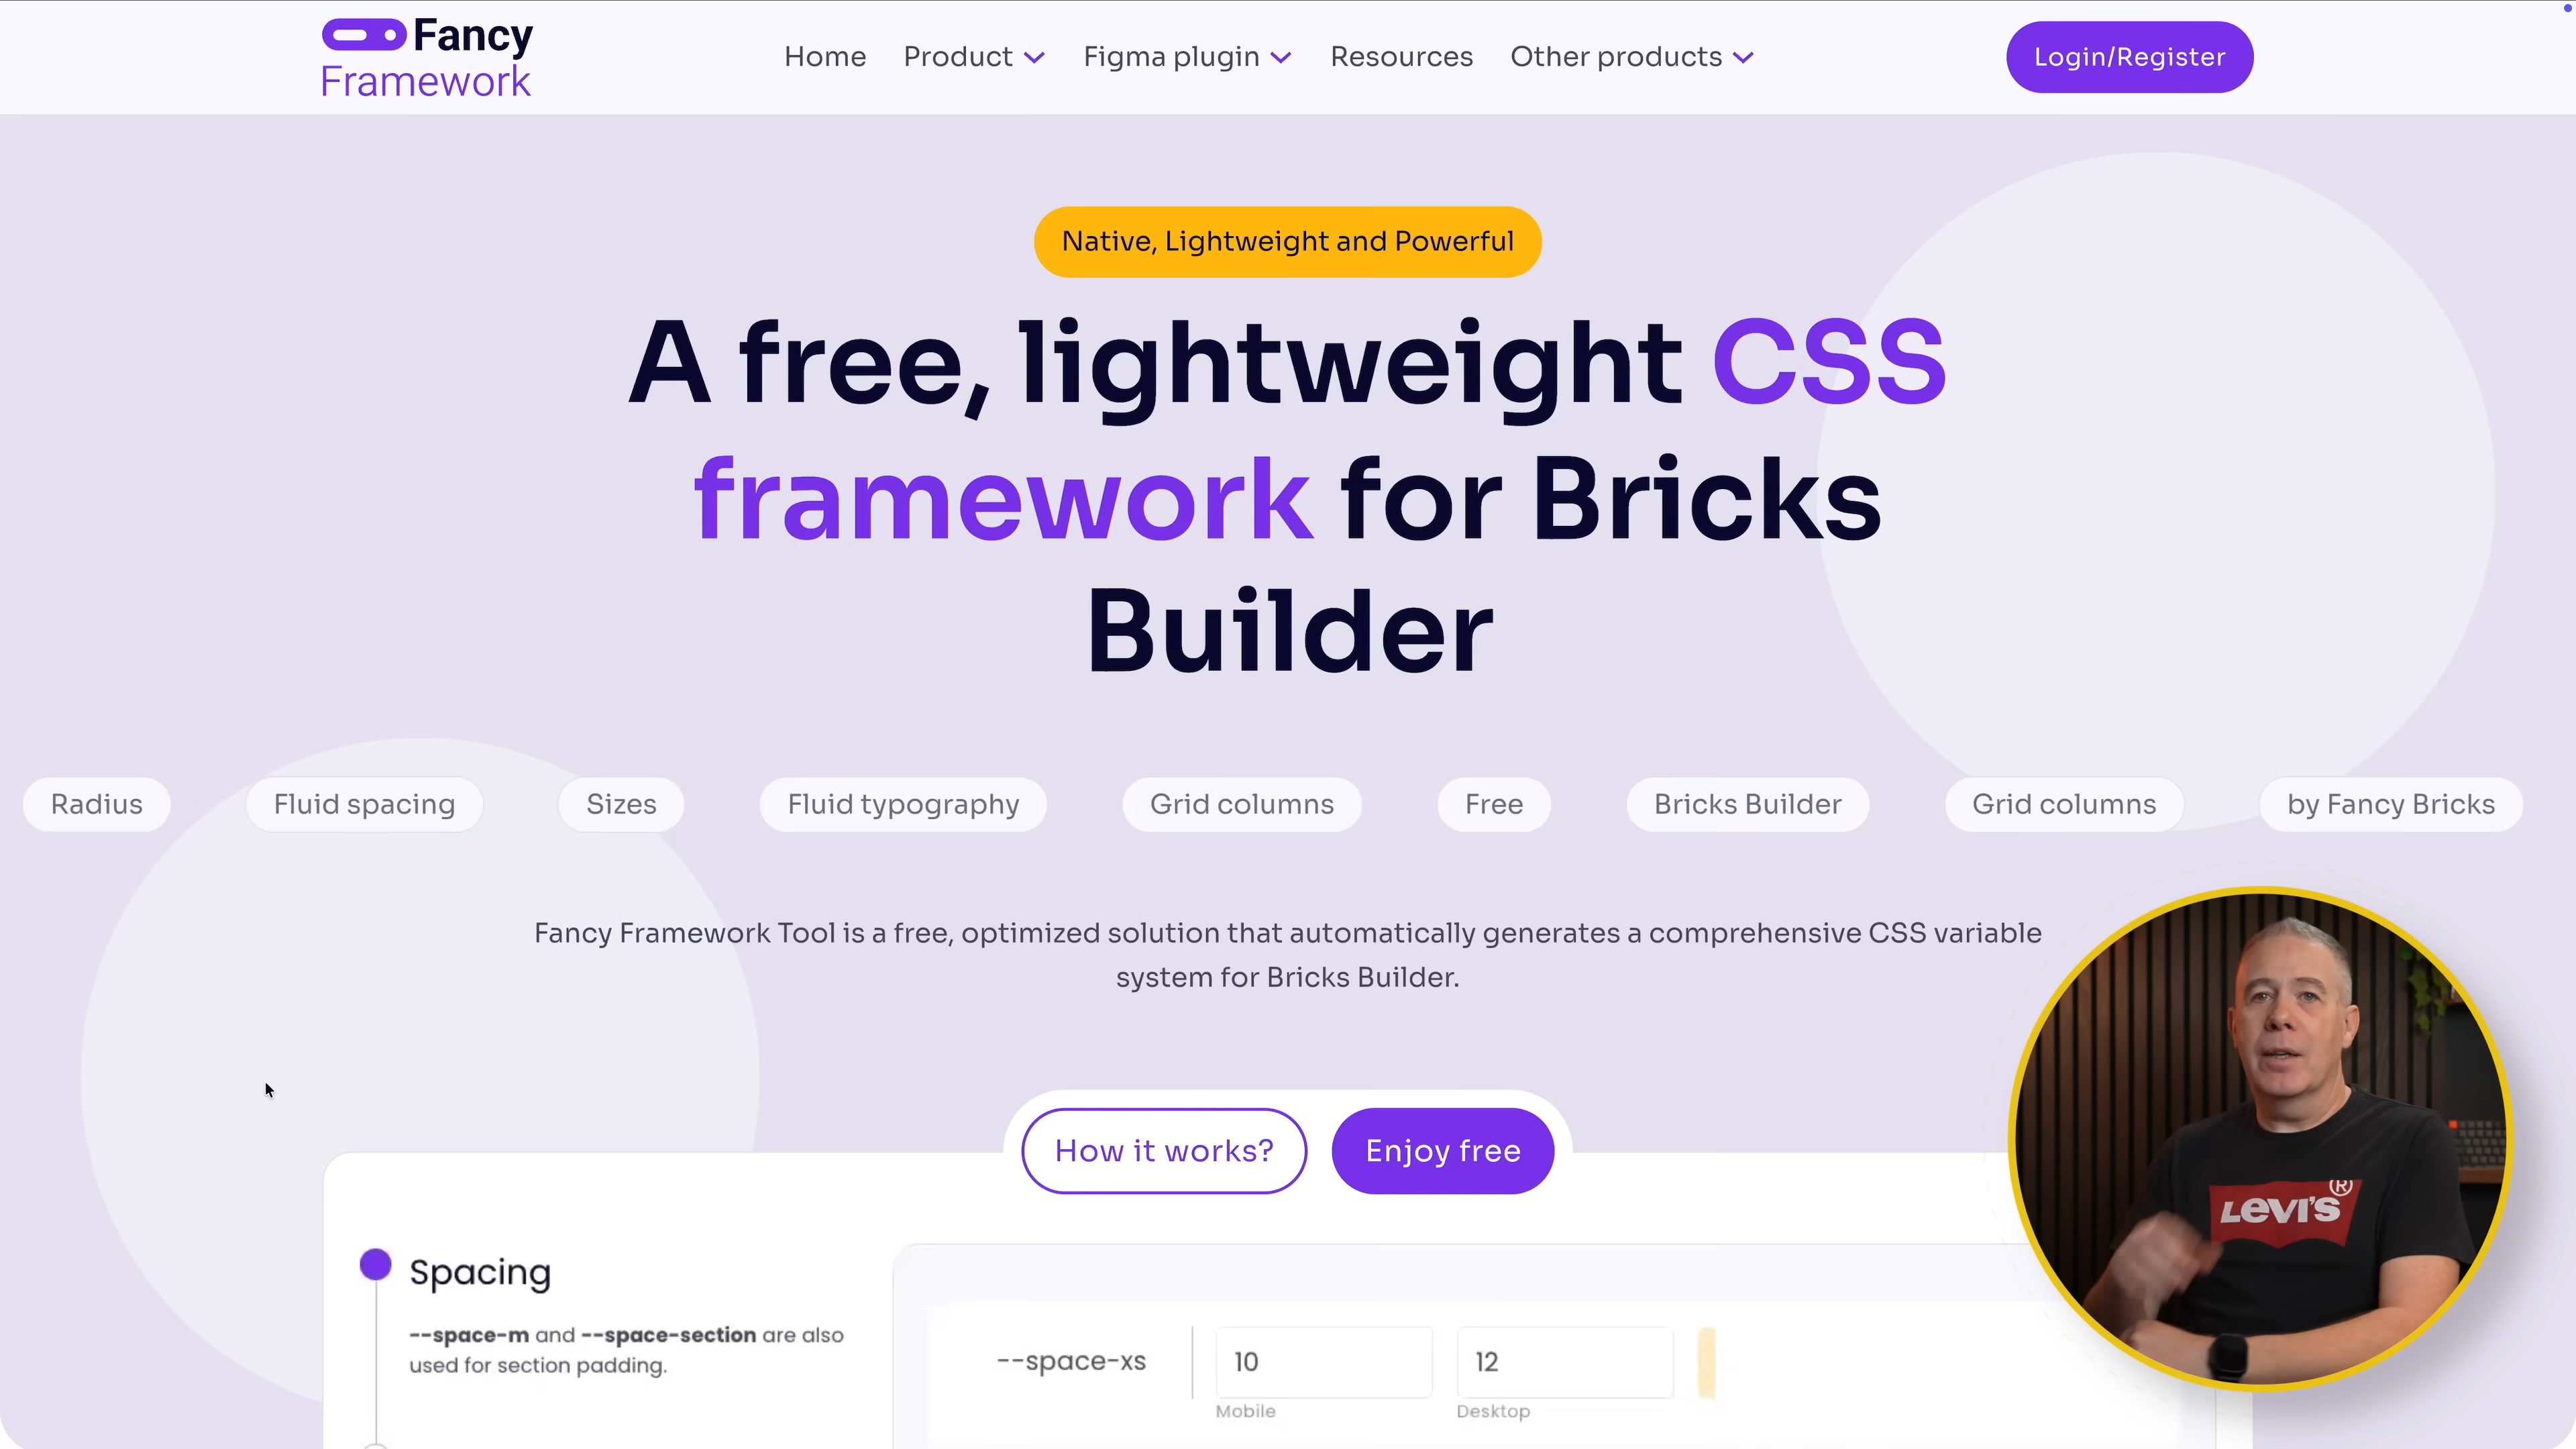 Fancy
Framework
Home
Product
Figma plugin
Resources
Other products
Login/Register
Native, Lightweight and Powerful
A free, lightweight CSS
framework for Bricks
Builder
Radius
Fluid spacing
Sizes
Fluid typography
Grid columns
Free
Bricks Builder
Grid columns
by Fancy Bricks
Fancy Framework Tool is a free, optimized solution that automatically generates a comprehensive CSS variable
system for Bricks Builder.
How it works?
Enjoy free
Spacing
--space-m and --space-section are also
used for section padding.
--space-xs
10
12
Mobile
Desktop
LEVI'S®